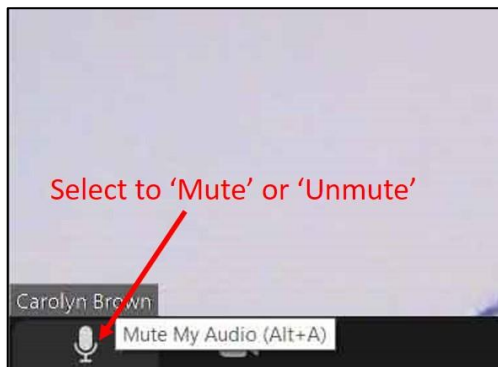 Select to ‘Mute’ or ‘Unmute’
Carolyn Brown
Mute My Audio (Alt+A)